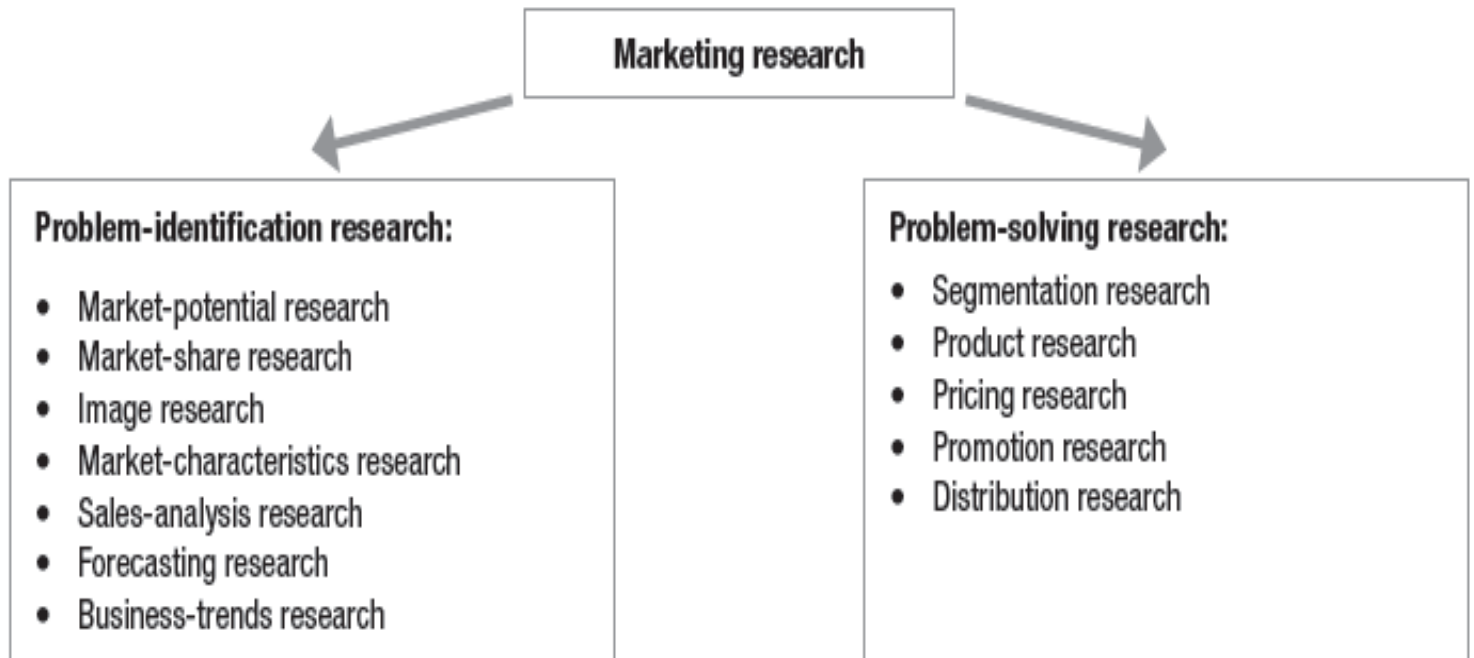 Marketing research
Problem-identification research:
• Market-potential research
• Market-share research
• Image research
• Market-characteristics research
• Sales-analysis research
• Forecasting research
• Business-trends research
Problem-solving research:
• Segmentation research
• Product research
• Pricing research
• Promotion research
• Distribution research